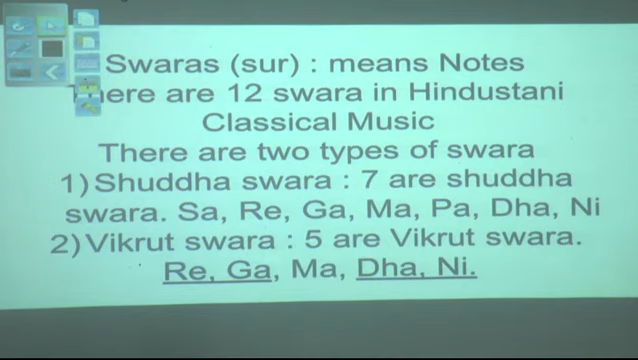 Swaras (sur) : means Notes
There are 12 swara in Hindustani
Classical Music
There are two types of swara
1) Shuddha swara : 7 are shuddha
swara. Sa, Re, Ga, Ma, Pa, Dha, Ni
2) Vikrut swara : 5 are Vikrut swara.
Re, Ga, Ma, Dha, Ni.